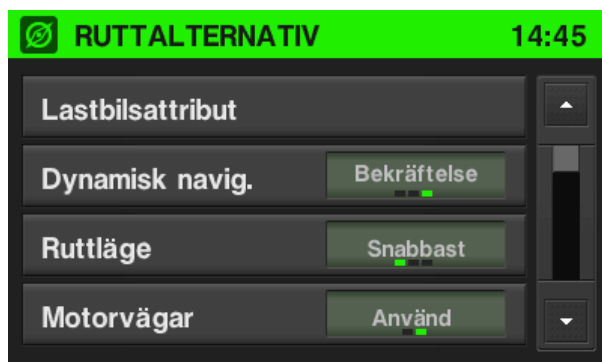 RUTTALTERNATIV 14:45
Lastbilsattribut
Dynamisk navig. Bekräftelse
Ruttläge Snabbast
Motorvägar Använd